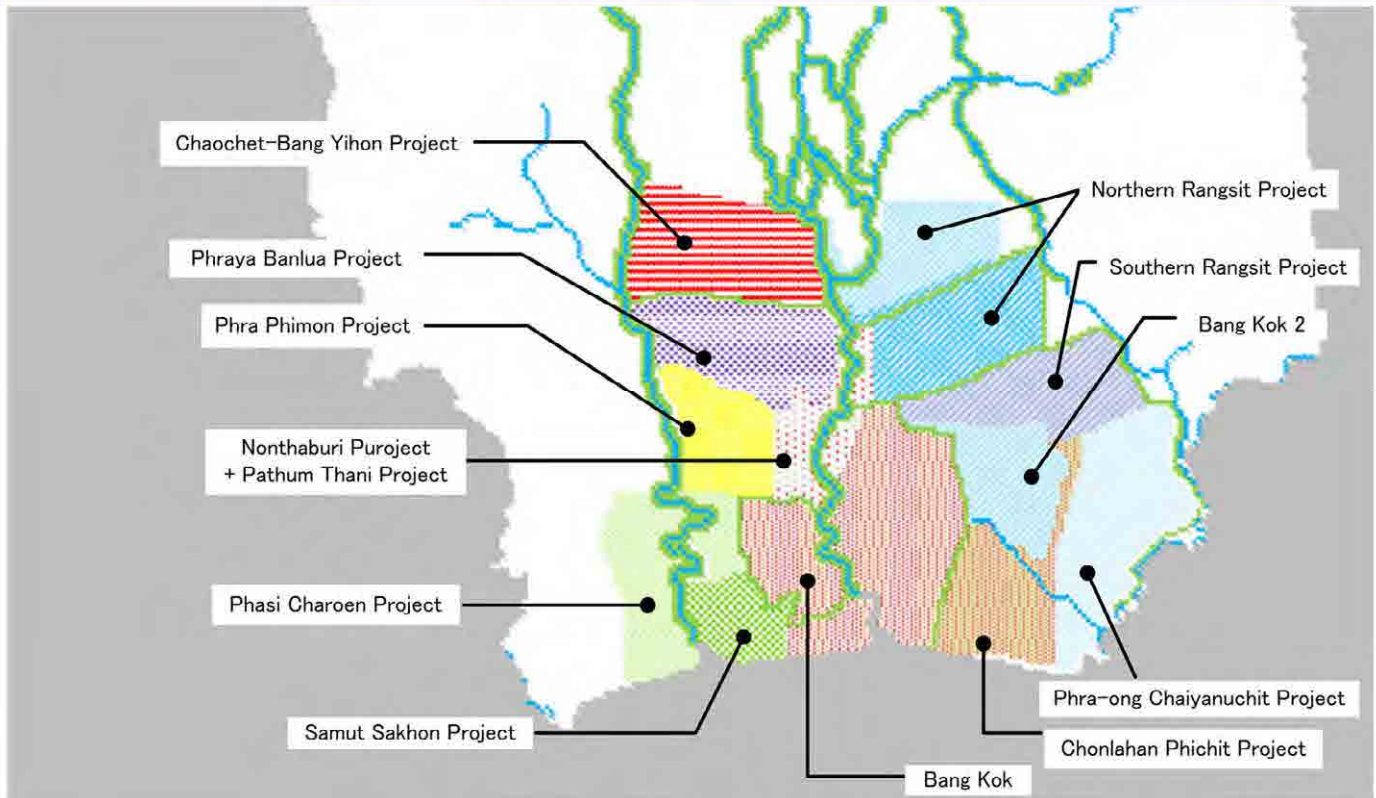 Chaochet-Bang Yihon Project
Phraya Banlua Project
Phra Phimon Project
Nonthaburi Puroject
+ Pathum Thani Project
Phasi Charoen Project
Samut Sakhon Project
Northern Rangsit Project
Southern Rangsit Project
Bang Kok 2
Phra-ong Chaiyanuchit Project
Chonlahan Phichit Project
Bang Kok